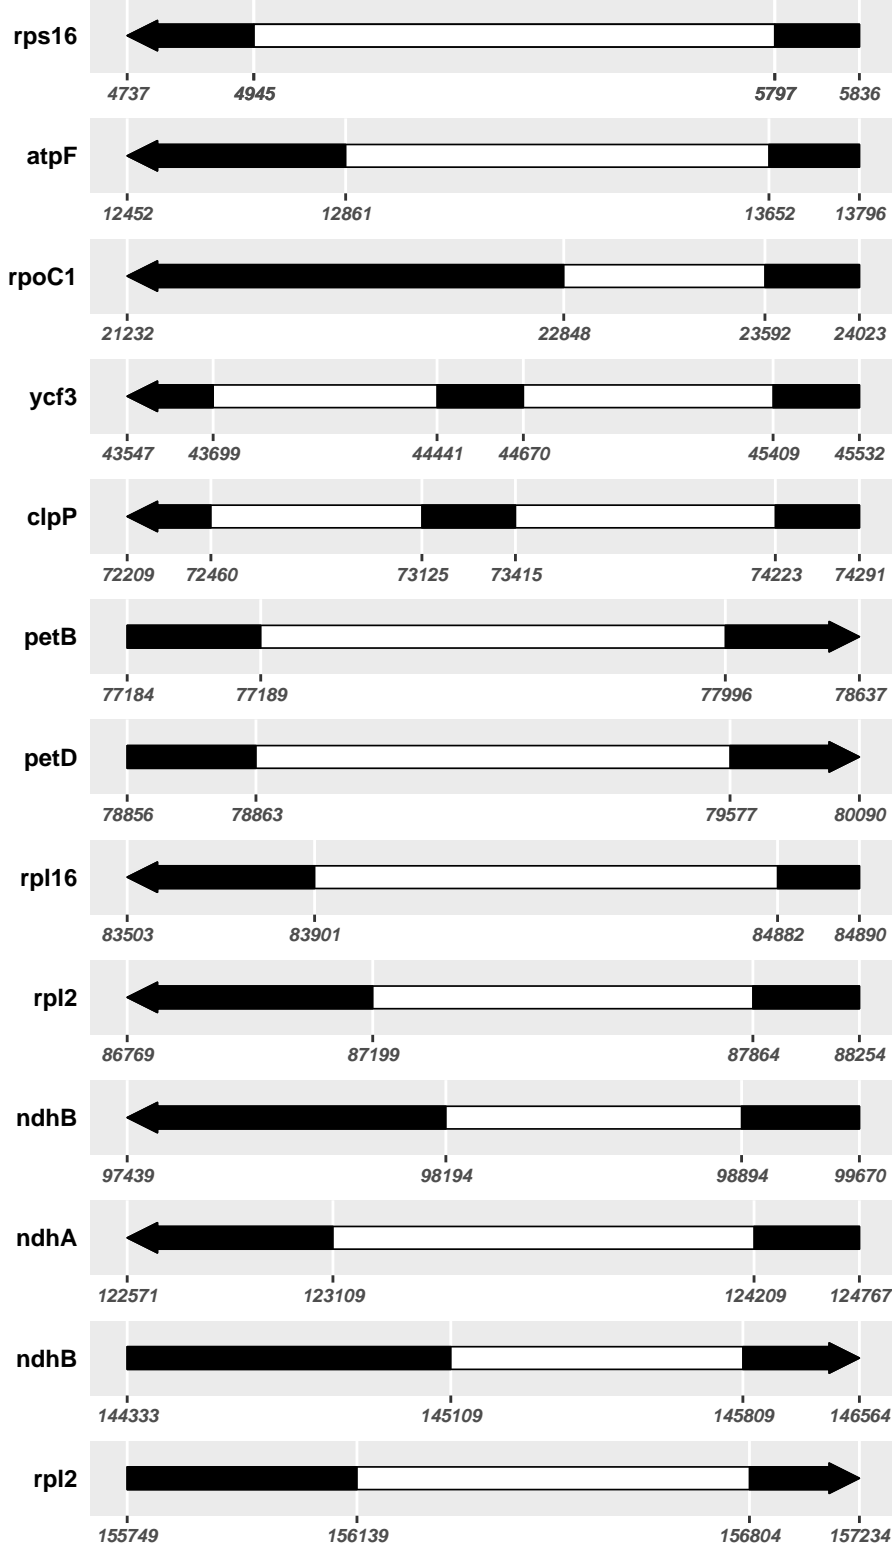 rps16
4737 4945 5797 5836
atpF
12452 12861 13652 13796
rpoC1
21232 22848 23592 24023
ycf3
43547 43699 44441 44670 45409 45532
clpP
72209 72460 73125 73415 74223 74291
petB
77184 77189 77996 78637
petD
78856 78863 79577 80090
rpl16
83503 83901 84882 84890
rpl2
86769 87199 87864 88254
ndhB
97439 98194 98894 99670
ndhA
122571 123109 124209 124767
ndhB
144333 145109 145809 146564
rpl2
155749 156139 156804 157234